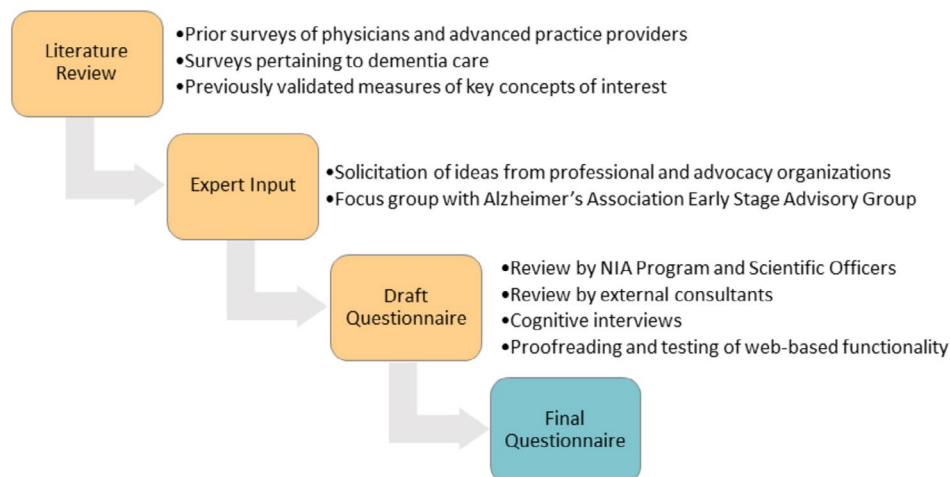 Literature
Review
•Prior surveys of physicians and advanced practice providers
•Surveys pertaining to dementia care
•Previously validated measures of key concepts of interest
Expert Input
•Solicitation of ideas from professional and advocacy organizations
•Focus group with Alzheimer's Association Early Stage Advisory Group
Draft
Questionnaire
•Review by NIA Program and Scientific Officers
•Review by external consultants
•Cognitive interviews
•Proofreading and testing of web-based functionality
Final
Questionnaire